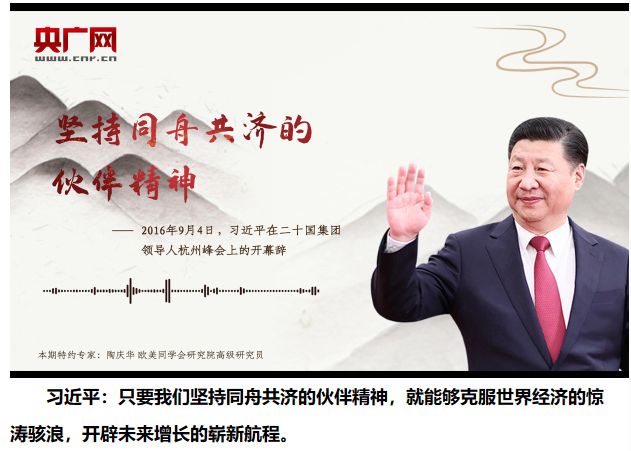 央广网
www.cnr.cn
坚持同舟共济的
伙伴精神
—— 2016年9月4日，习近平在二十国集团
领导人杭州峰会上的开幕辞
本期特约专家：陶庆华 欧美同学会研究院高级研究员
习近平：只要我们坚持同舟共济的伙伴精神，就能够克服世界经济的惊
涛骇浪，开辟未来增长的崭新航程。